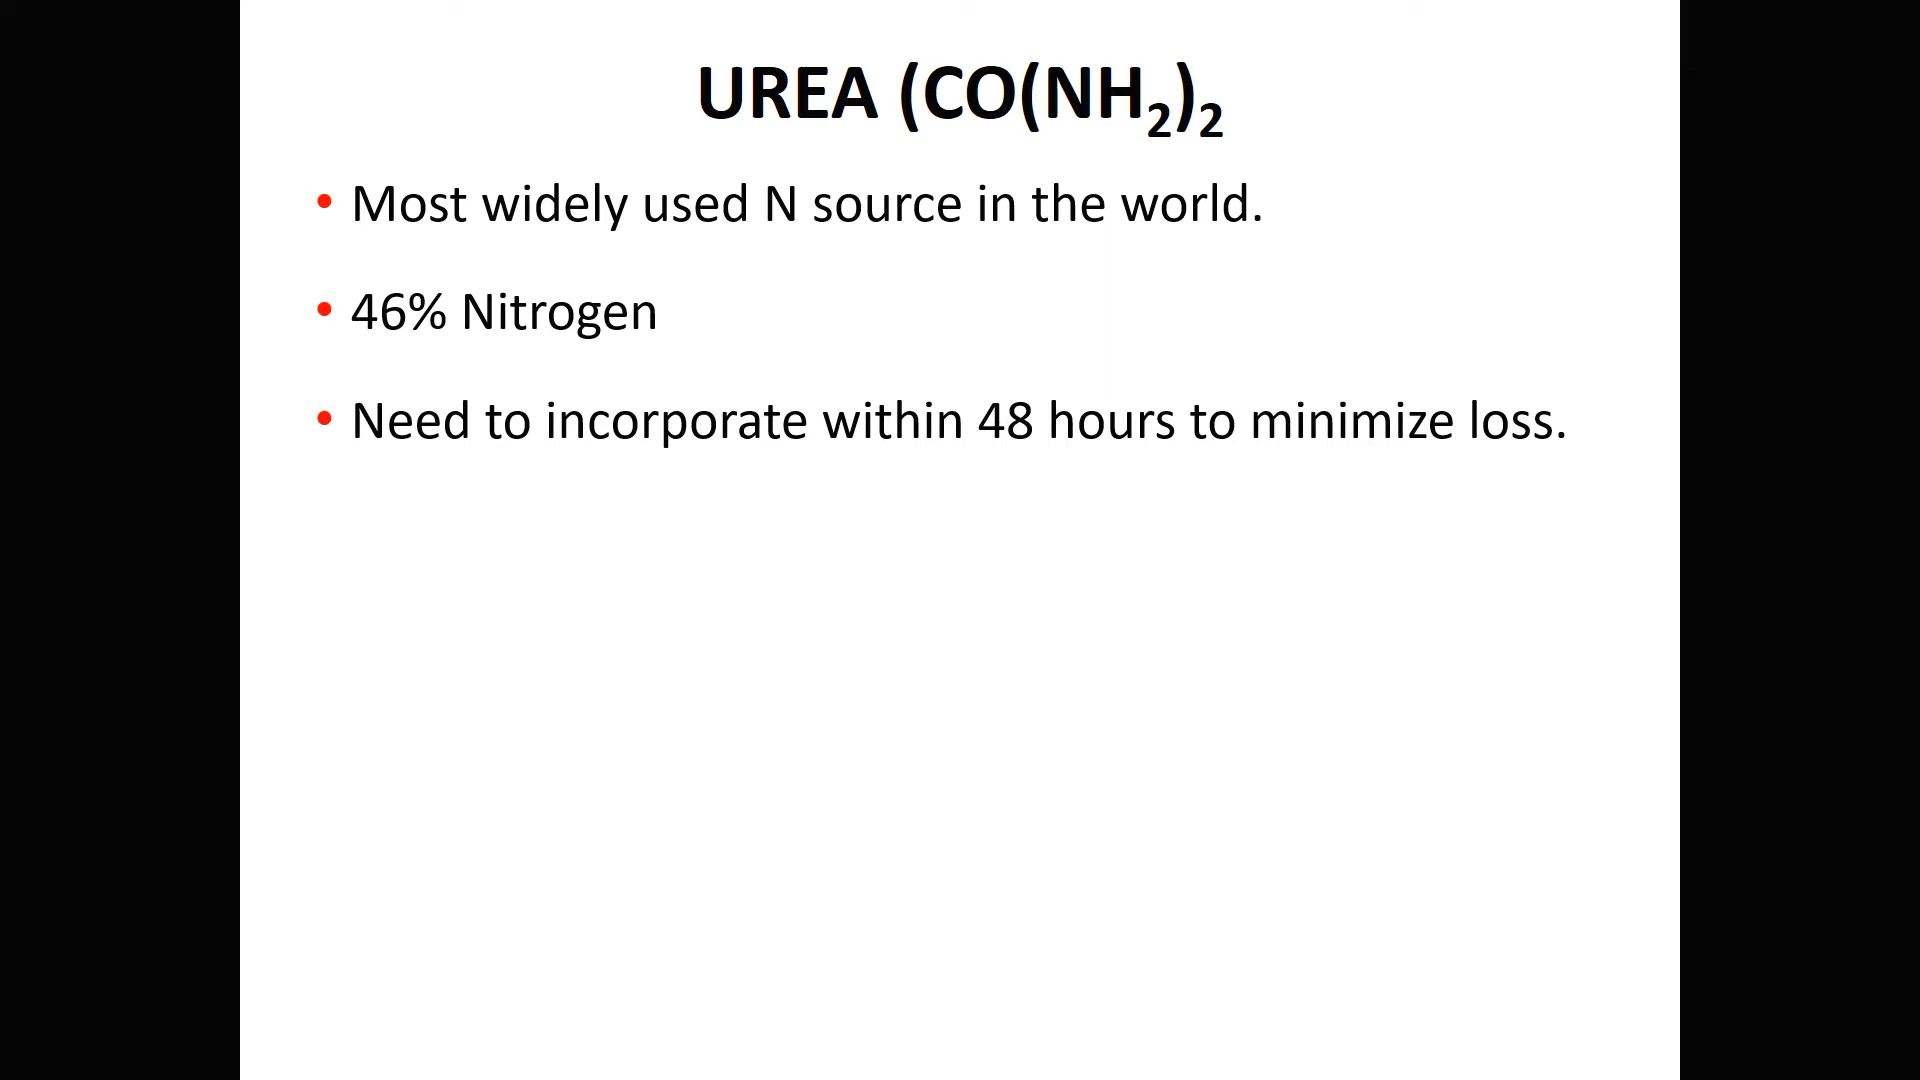 UREA (CO(NH₂)₂
• Most widely used N source in the world.
• 46% Nitrogen
• Need to incorporate within 48 hours to minimize loss.